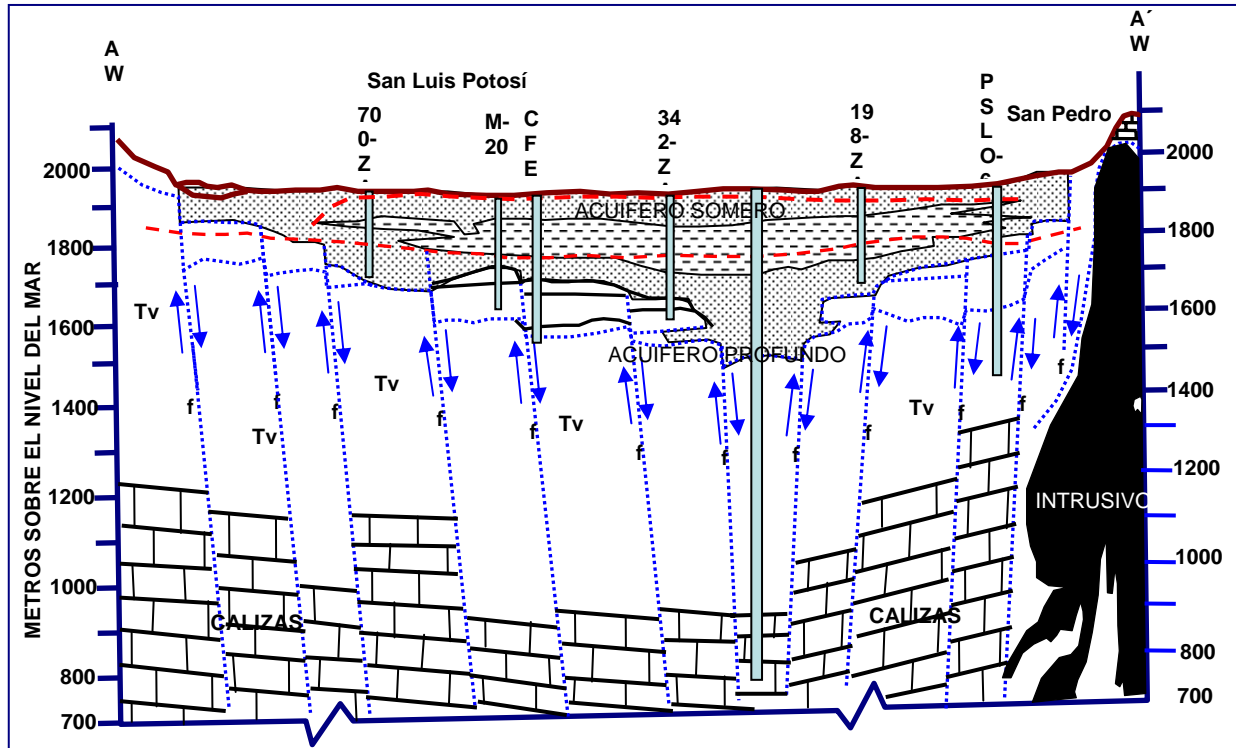 A
W
A´
W
San Luis Potosí
San Pedro
70
0-
Z-
M-
20
C
F
E
34
2-
Z-
19
8-
Z-
P
S
L
O-
METROS SOBRE EL NIVEL DEL MAR
2000
1800
1600
1400
1200
1000
800
700
2000
1800
1600
1400
1200
1000
800
700
ACUIFERO SOMERO
ACUIFERO PROFUNDO
Tv
Tv
Tv
Tv
Tv
f
f
f
f
f
f
f
f
f
f
f
f
INTRUSIVO
CALIZAS
CALIZAS